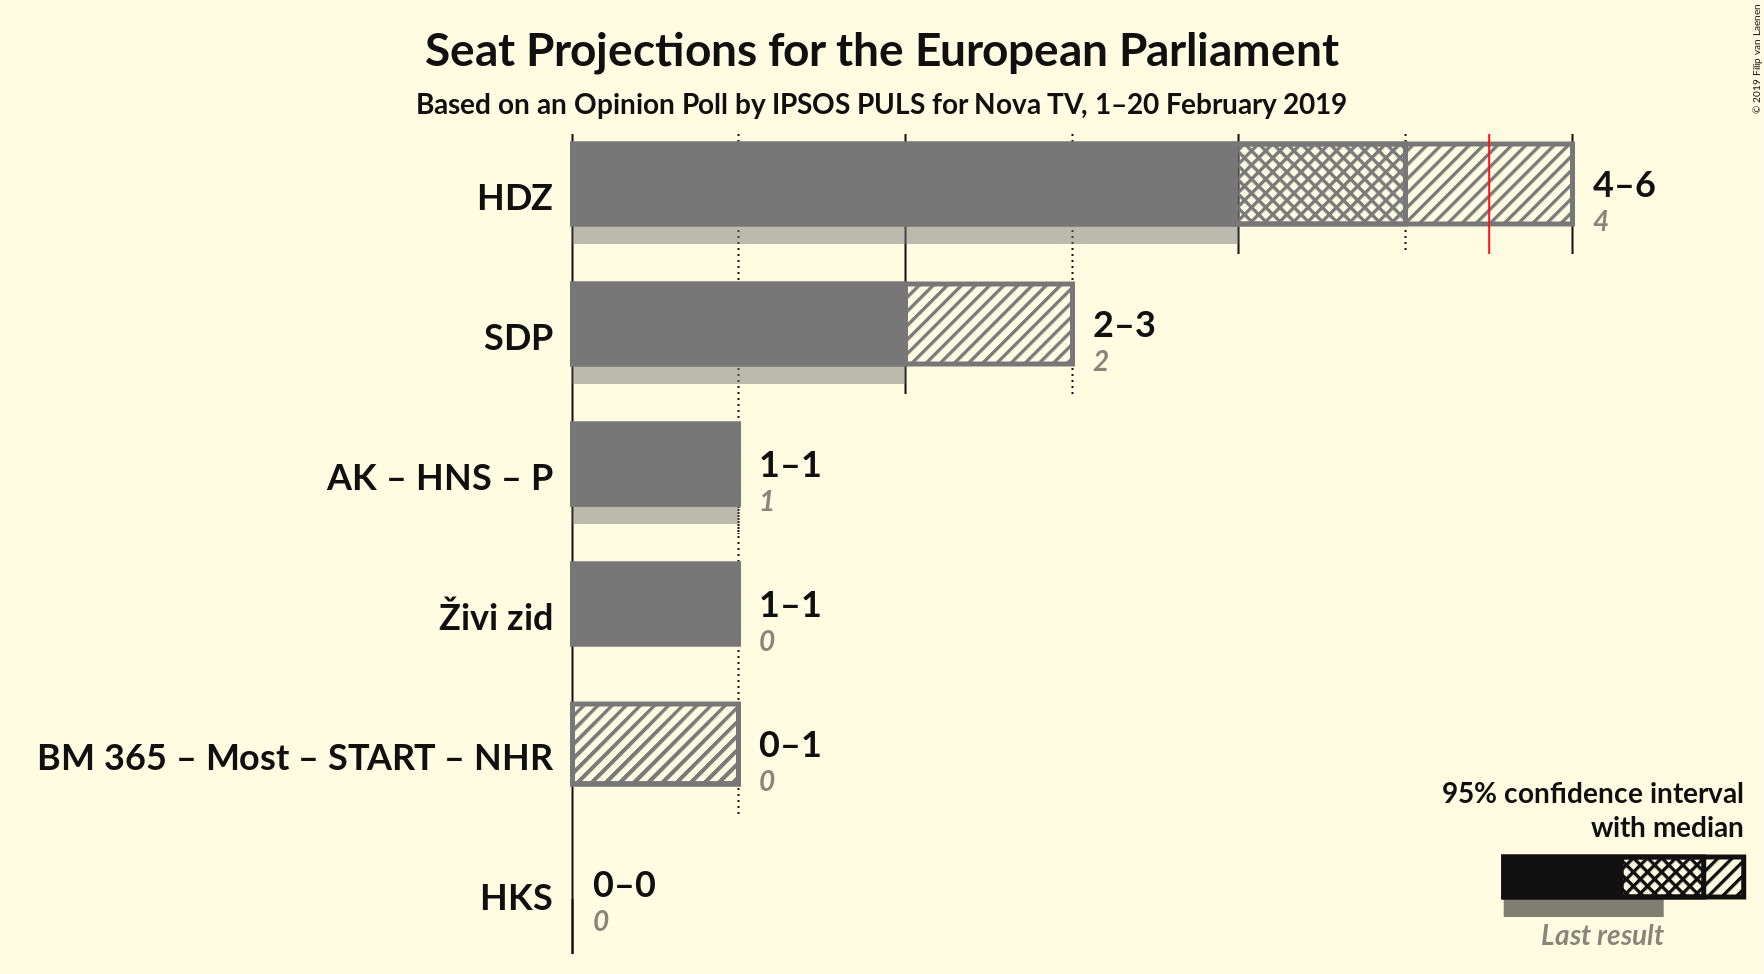 Seat Projections for the European Parliament
Based on an Opinion Poll by IPSOS PULS for Nova TV, 1–20 February 2019
© 2019 Filip van Laenen
HDZ
4–6
4
SDP
2–3
2
AK – HNS – P
1–1
1
Živi zid
1–1
0
BM 365 – Most – START – NHR
0–1
0
HKS
0–0
0
95% confidence interval
with median
Last result